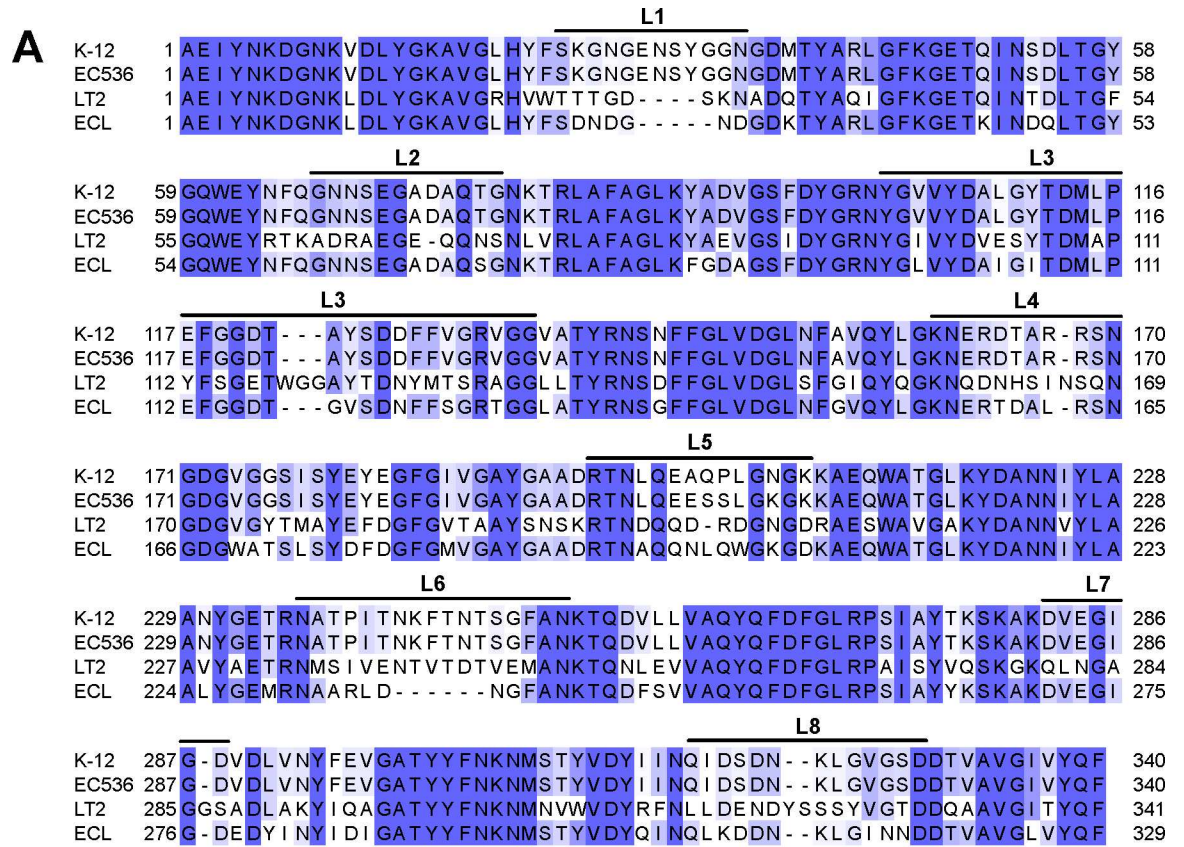 A
L1
K-12 1 AEIYNKDGNKVDLYGKAVGLHYFSKGNGENSYGGNGDMTYARLGFKGETQINSDLTGY 58
EC536 1 AEIYNKDGNKVDLYGKAVGLHYFSKGNGENSYGGNGDMTYARLGFKGETQINSDLTGY 58
LT2 1 AEIYNKDGNKLDLYGKAVGRHVWTTTGD----SKNADQTYAQIGFKGETQINTDLTGF 54
ECL 1 AEIYNKDGNKVDLYGKAVGLHYFSDNDG-----NDGDKTYARLGFKGETKINDQLTGY 53
L2 L3
K-12 59 GQWEYNFQGNNSEGADAQTGNKTRLAFAGLKYADVGSFDYGRNYGVVYDALGYTDMLP 116
EC536 59 GQWEYNFQGNNSEGADAQTGNKTRLAFAGLKYADVGSFDYGRNYGVVYDALGYTDMLP 116
LT2 55 GQWEYRTKADRAEGE-QQNSNLVRLAFAGLKYAEVGSIDYGRNYGIVYDVESYTDMAP 111
ECL 54 GQWEYNFQGNNSEGADAQSGNKTRLAFAGLKFGDAGSFDYGRNYGLVYDAIGITDMLP 111
L3 L4
K-12 117 EFGGDT---AYSDDFFVGRVGGVATYRNSNFFGLVDGLNFAVQYLGKNERDTAR-RSN 170
EC536 117 EFGGDT---AYSDDFFVGRVGGVATYRNSNFFGLVDGLNFAVQYLGKNERDTAR-RSN 170
LT2 112 YFSGETWGGAYTDNYMTSRAGGLLTYRNSDFFGLVDGLSFGIQYQGKNQDNHSINSQN 169
ECL 112 EFGGDT---GVSDNFFSGRTGGLATYRNSGFFGLVDGLNFGVQYLGKNERTDAL-RSN 165
L5
K-12 171 GDGVGGSISYEYEGFGIVGAYGAADRTNLQEAQPLGNGKKAEQWATGLKYDANNIYLA 228
EC536 171 GDGVGGSISYEYEGFGIVGAYGAADRTNLQEESSLGKGKKAEQWATGLKYDANNIYLA 228
LT2 170 GDGVGYTMAYEFDGFGVTAAYSNSKRTNDQQD-RDGNGDRAESWAVGAKYDANNVYLA 226
ECL 166 GDGWATSLSYDFDGFGMVGAYGAADRTNAQQNLQWGKGDKAEQWATGLKYDANNIYLA 223
L6 L7
K-12 229 ANYGETRNATPITNKFTNTSGFANKTQDVLLVAQYQFDFGLRPSIAYTKSKAKDVEGI 286
EC536 229 ANYGETRNATPITNKFTNTSGFANKTQDVLLVAQYQFDFGLRPSIAYTKSKAKDVEGI 286
LT2 227 AVYAETRNMSIVENTVTDTVEMANKTQNLEVVAQYQFDFGLRPAISYVQSKGKQLNGA 284
ECL 224 ALYGEMRNAARLD------NGFANKTQDFSVVAQYQFDFGLRPSIAYYKSKAKDVEGI 275
L8
K-12 287 G-DVDLVNYFEVGATYYFNKNMSTYVDYIINQIDSDN--KLGVGSDDTVAVGIVYQF 340
EC536 287 G-DVDLVNYFEVGATYYFNKNMSTYVDYIINQIDSDN--KLGVGSDDTVAVGIVYQF 340
LT2 285 GGSADLAKYIQAGATYYFNKNMNVWVDYRFNLLDENDYSSSYVGTDDQAAVGITYQF 341
ECL 276 G-DEDYINYIDIGATYYFNKNMSTYVDYQINQLKDDN--KLGINNDDTVAVGLVYQF 329